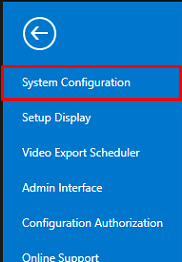 System Configuration
Setup Display
Video Export Scheduler
Admin Interface
Configuration Authorization
Online Support